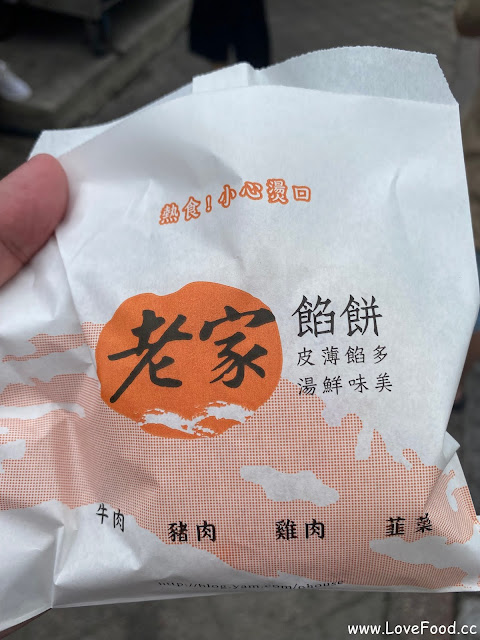 熱食!小心燙口
老家
餡餅
皮薄餡多
湯鮮味美
牛肉 豬肉 雞肉 韮菜
www.LoveFood.cc